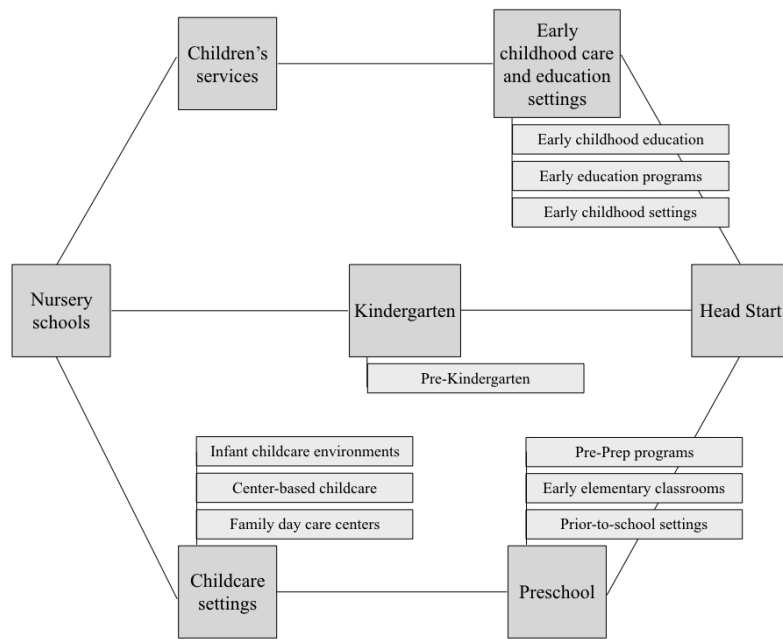 Children's
services
Early
childhood care
and education
settings
Early childhood education
Early education programs
Early childhood settings
Nursery
schools
Kindergarten
Head Start
Pre-Kindergarten
Infant childcare environments
Center-based childcare
Family day care centers
Pre-Prep programs
Early elementary classrooms
Prior-to-school settings
Childcare
settings
Preschool